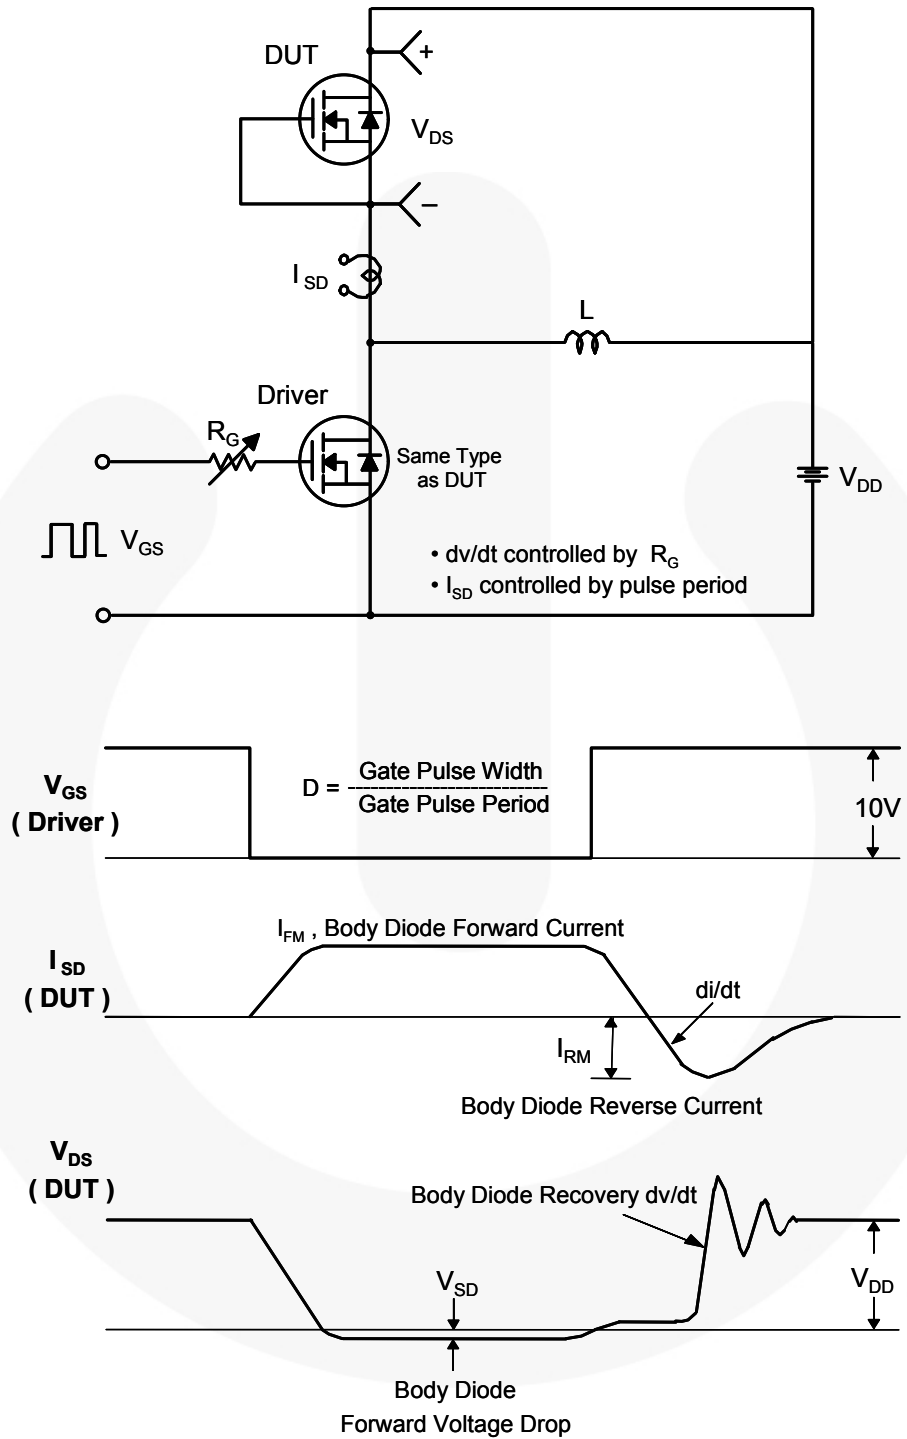 DUT
+
V_DS
−
I_SD
L
Driver
R_G
Same Type
as DUT
V_DD
V_GS
• dv/dt controlled by R_G
• I_SD controlled by pulse period
V_GS
( Driver )
D = Gate Pulse Width
Gate Pulse Period
10V
I_FM , Body Diode Forward Current
I_SD
( DUT )
di/dt
I_RM
Body Diode Reverse Current
V_DS
( DUT )
Body Diode Recovery dv/dt
V_SD
V_DD
Body Diode
Forward Voltage Drop